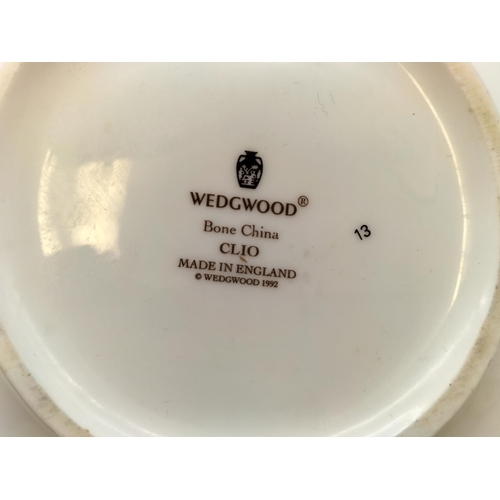 WEDGWOOD®
Bone China
CLIO
MADE IN ENGLAND
© WEDGWOOD 1992
13